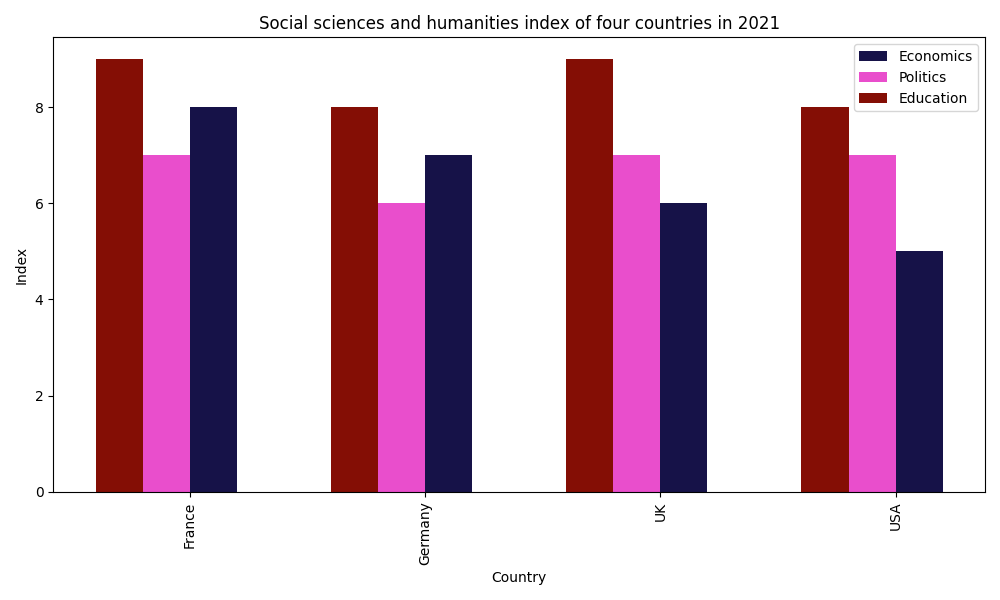 Social sciences and humanities index of four countries in 2021
Economics
Politics
Education
Index
8
6
4
2
0
France
Germany
UK
USA
Country